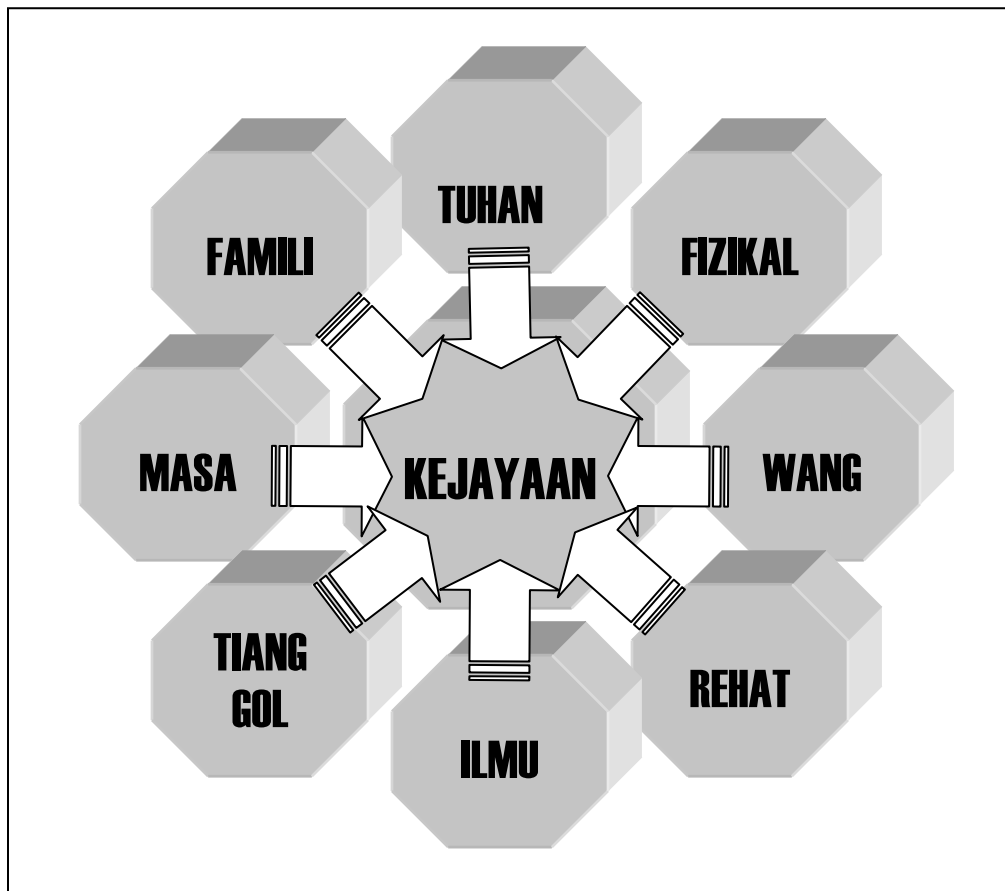 TUHAN
FAMILI
FIZIKAL
MASA
KEJAYAAN
WANG
TIANG
GOL
REHAT
ILMU